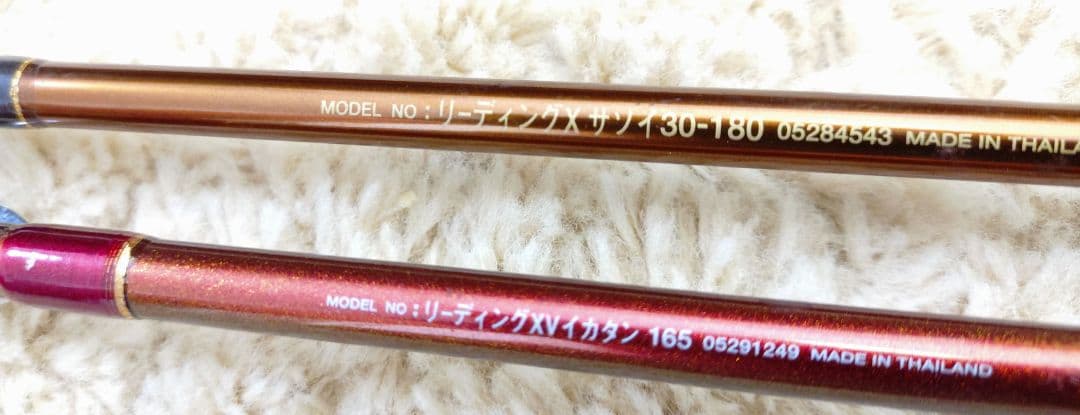 MODEL NO : リーディングX サソイ30-180 05284543 MADE IN THAILA
MODEL NO : リーディングXVイカタン 165 05291249 MADE IN THAILAND